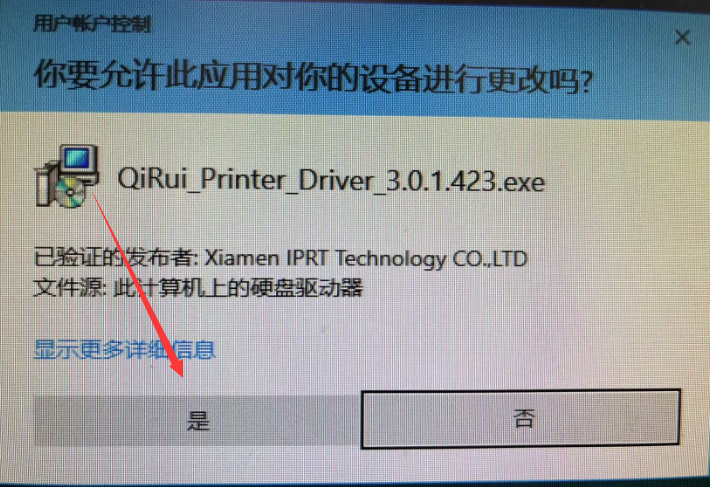 用户帐户控制
你要允许此应用对你的设备进行更改吗?
QiRui_Printer_Driver_3.0.1.423.exe
已验证的发布者: Xiamen IPRT Technology CO.,LTD
文件源: 此计算机上的硬盘驱动器
显示更多详细信息
是
否